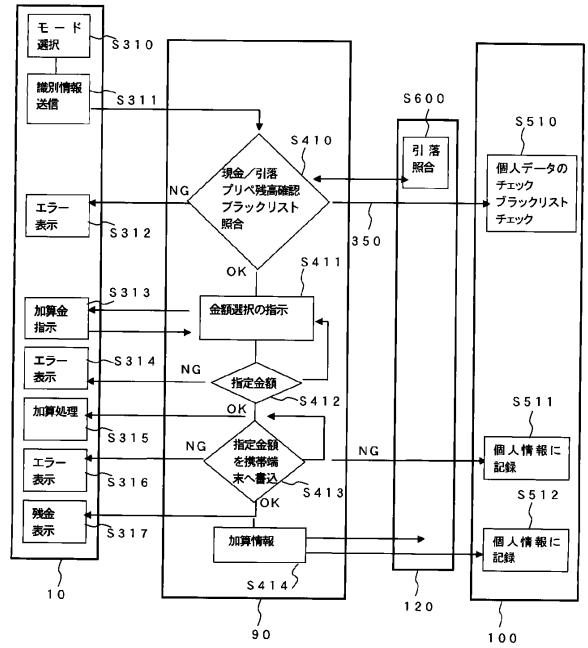 モード
選択
S310
識別情報
送信
S311
S410
現金/引落
プリペ残高確認
ブラックリスト
照合
NG
OK
S600
引落
照合
S510
個人データの
チェック
ブラックリスト
チェック
350
エラー
表示
S312
S411
金額選択の指示
S313
加算金
指示
S314
エラー
表示
NG
指定金額
S412
OK
加算処理
S315
指定金額
を携帯端
末へ書込
S413
NG
NG
OK
S511
個人情報に
記録
エラー
表示
S316
残金
表示
S317
加算情報
S414
S512
個人情報に
記録
10
90
120
100